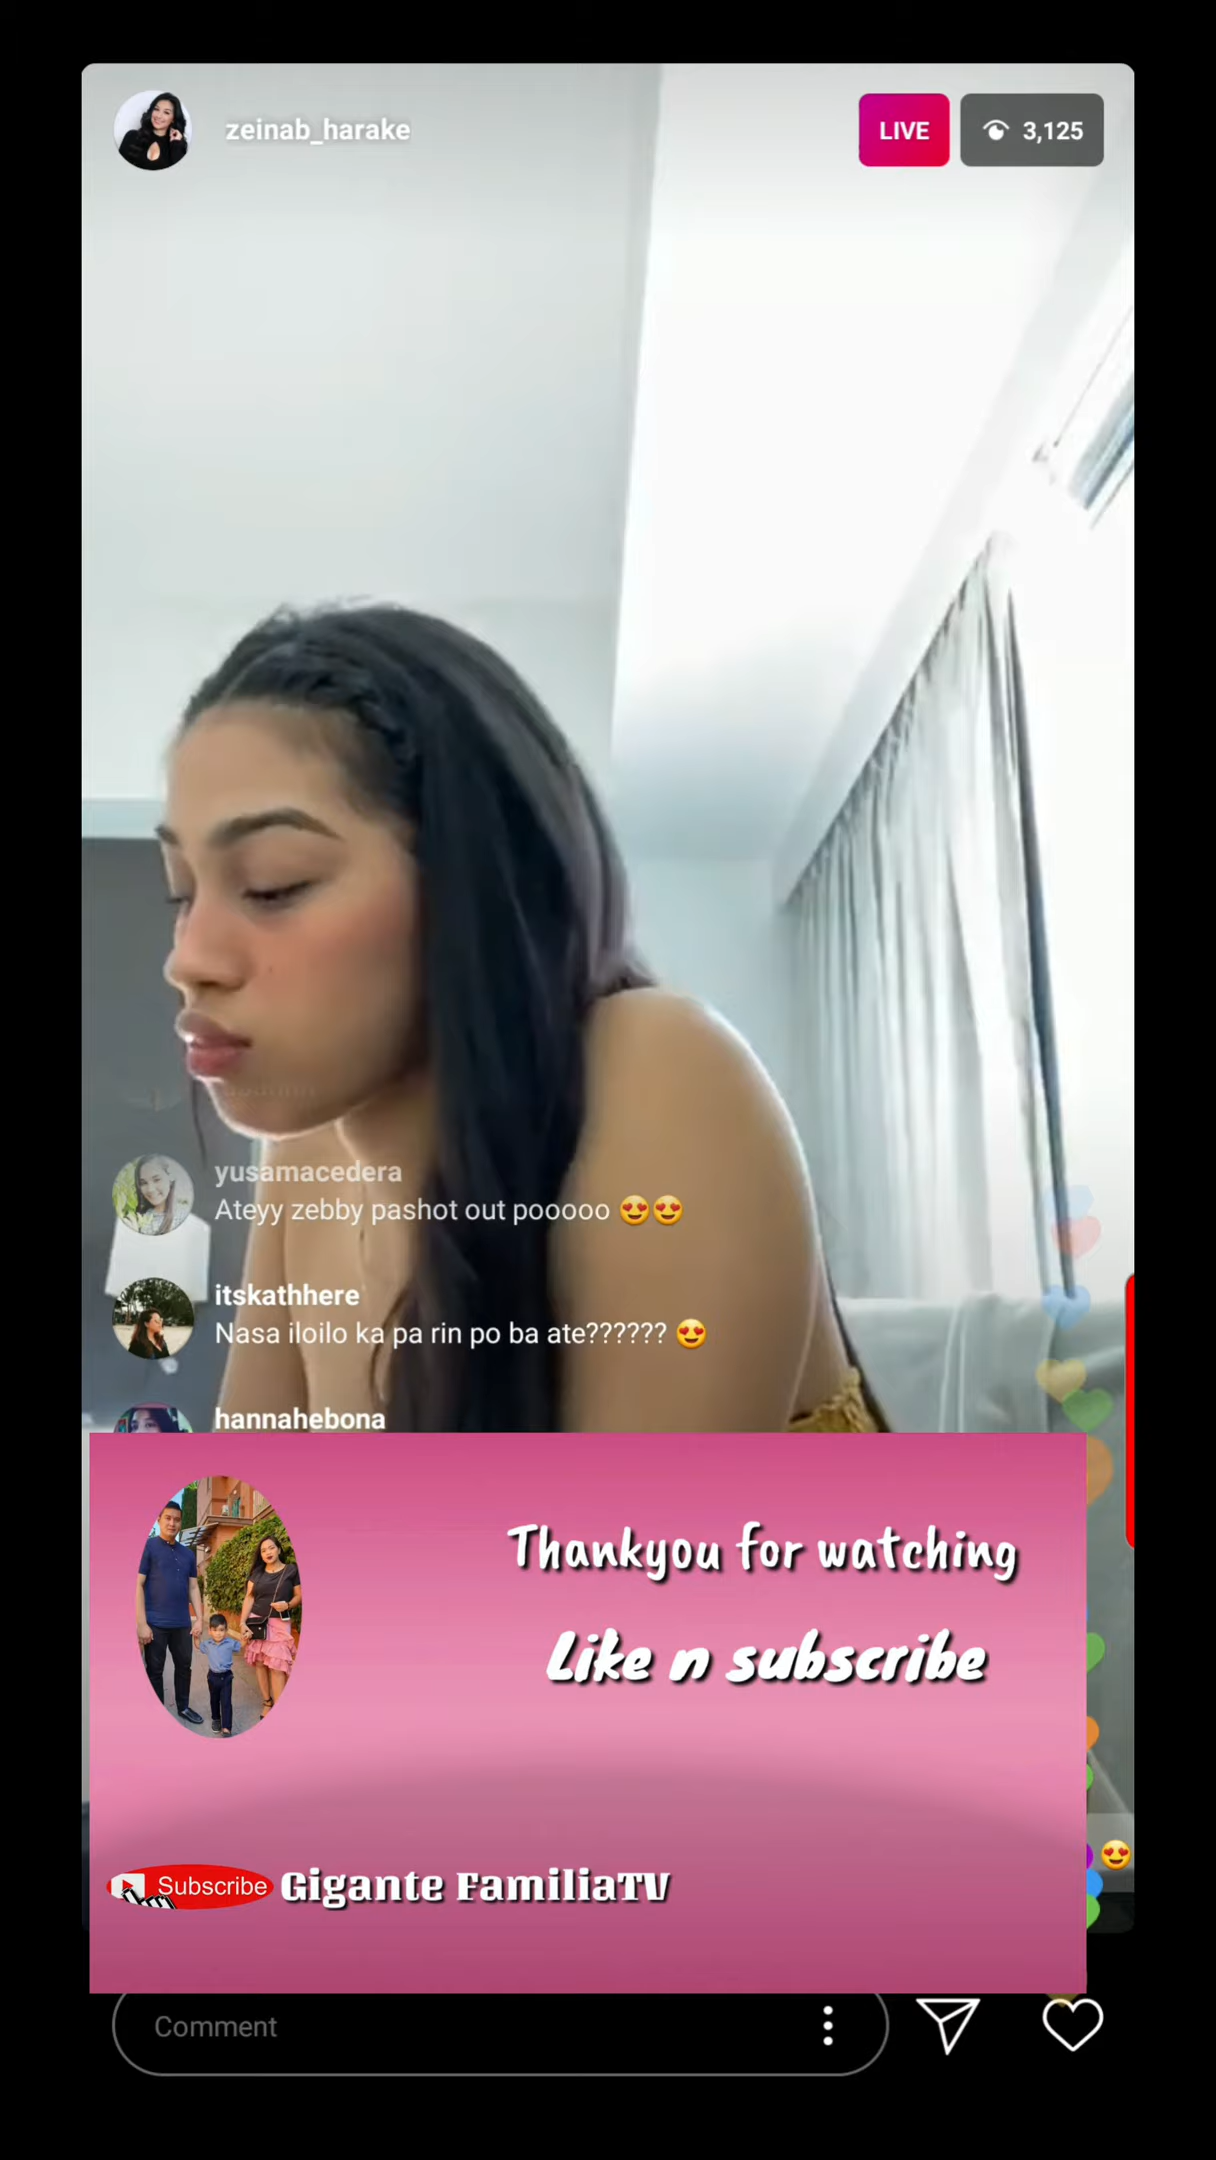 zeinab_harake
LIVE
3,125
yusamacedera
Ateyy zebby pashot out pooooo 😍😍
itskathhere
Nasa iloilo ka pa rin po ba ate?????? 😍
hannahebona
Thankyou for watching
Like n subscribe
Subscribe
Gigante FamiliaTV
Comment